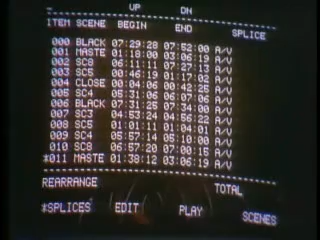 UP DN
ITEM SCENE BEGIN END SPLICE
000 BLACK 07:29:28 07:52:00 A/V
001 MASTE 01:18:00 03:06:19 A/V
002 SC8 06:11:11 07:27:13 A/V
003 SC5 00:46:19 01:17:02 A/V
004 CLOSE 00:04:06 00:42:25 A/V
005 SC4 05:31:06 06:07:06 A/V
006 BLACK 07:31:25 07:34:00 A/V
007 SC3 04:53:24 04:56:22 A/V
008 SC5 01:01:11 01:04:01 A/V
009 SC4 05:57:14 05:10:00 A/V
010 SC8 06:57:20 07:00:15 A/V
*011 MASTE 01:38:12 03:06:19 A/V
REARRANGE TOTAL
*SPLICES EDIT PLAY SCENES